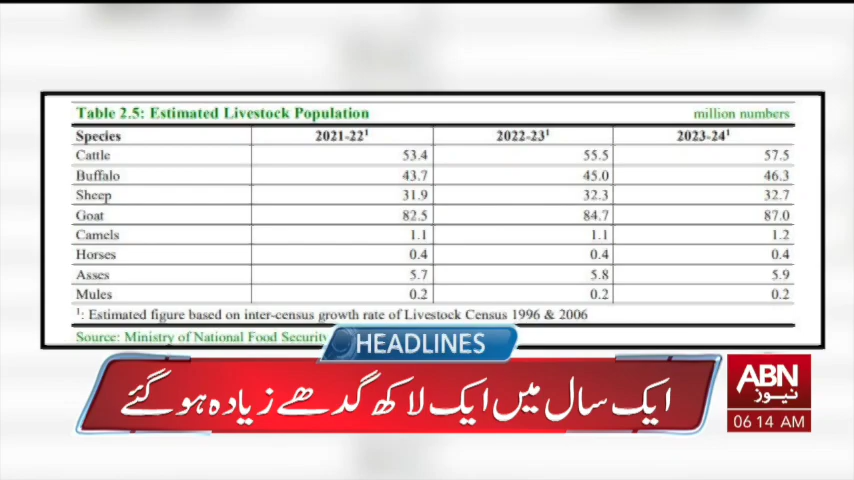 Table 2.5: Estimated Livestock Population million numbers
Species 2021-22¹ 2022-23¹ 2023-24¹
Cattle 53.4 55.5 57.5
Buffalo 43.7 45.0 46.3
Sheep 31.9 32.3 32.7
Goat 82.5 84.7 87.0
Camels 1.1 1.1 1.2
Horses 0.4 0.4 0.4
Asses 5.7 5.8 5.9
Mules 0.2 0.2 0.2
¹: Estimated figure based on inter-census growth rate of Livestock Census 1996 & 2006
Source: Ministry of National Food Security
HEADLINES
ایک سال میں ایک لاکھ گدھے زیادہ ہو گئے
ABN
نیوز
06 14 AM